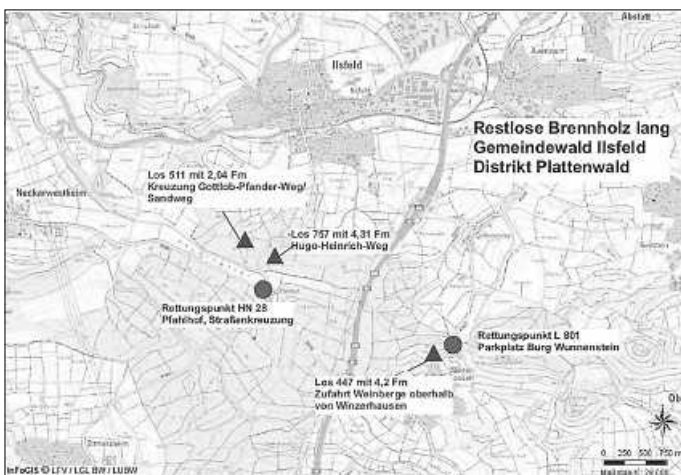 Abstatt
Ilsfeld
Auenstein
Restlose Brennholz lang
Gemeindewald Ilsfeld
Distrikt Plattenwald
Neckarwestheim
Los 511 mit 2,04 Fm
Kreuzung Gottlob-Pfander-Weg/
Sandweg
-Los 757 mit 4,31 Fm
Hugo-Heinrich-Weg
Rettungspunkt HN 28
Pfahlhof, Straßenkreuzung
Rettungspunkt L 801
Parkplatz Burg Wunnenstein
Los 447 mit 4,2 Fm
Zufahrt Weinberge oberhalb
von Winzerhausen
0 250 500 750 m
InFoGIS © LFV / LGL BW / LUBW